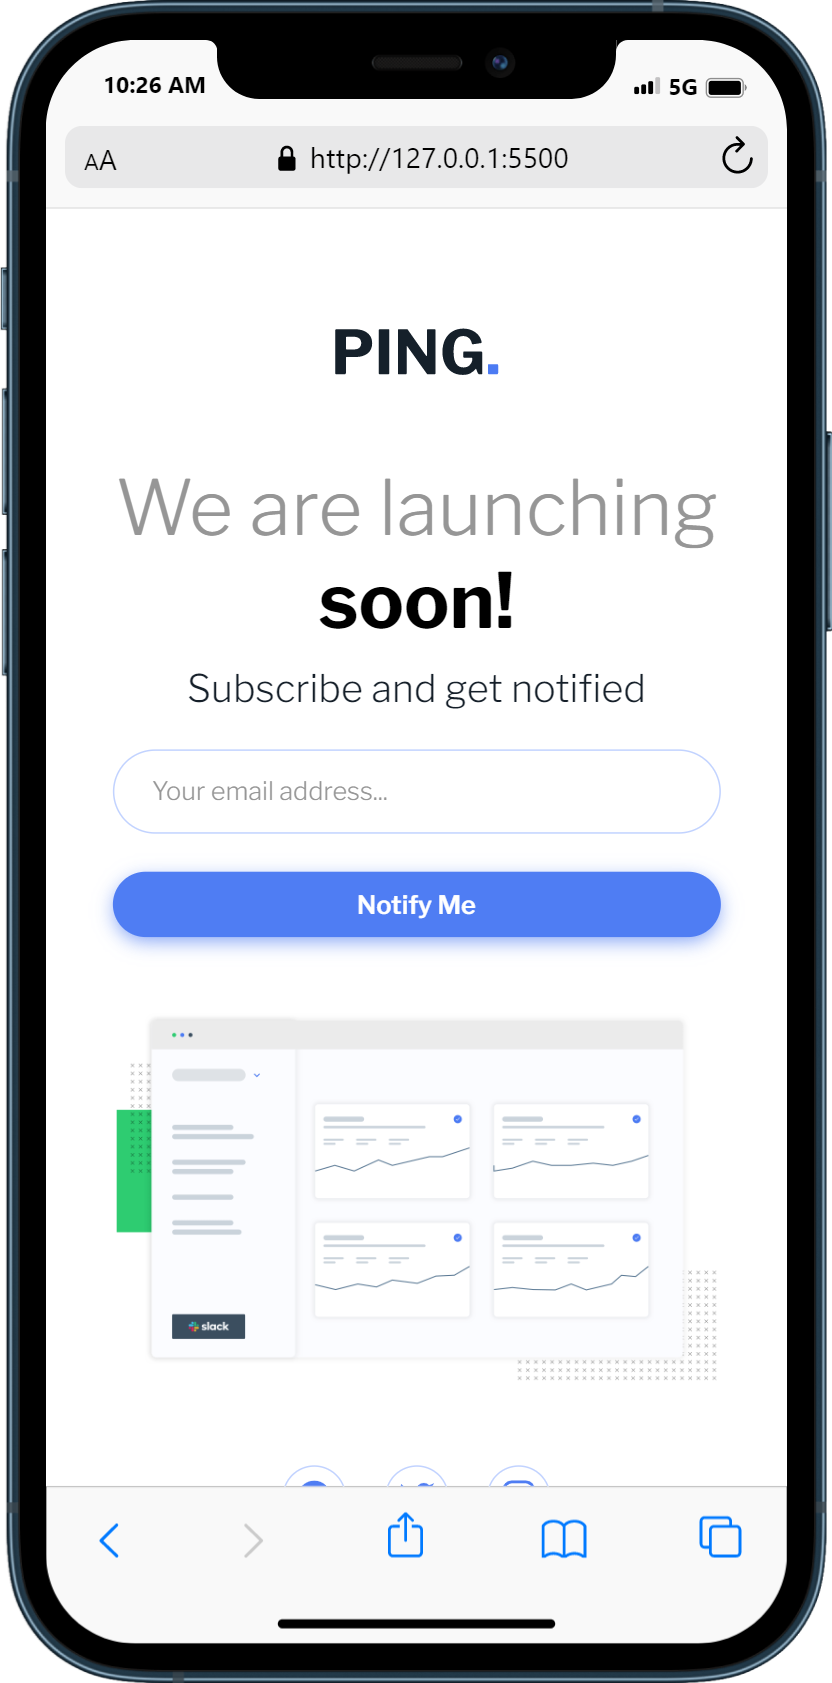 10:26 AM
5G
AA
http://127.0.0.1:5500
PING.
We are launching
soon!
Subscribe and get notified
Your email address...
Notify Me
slack